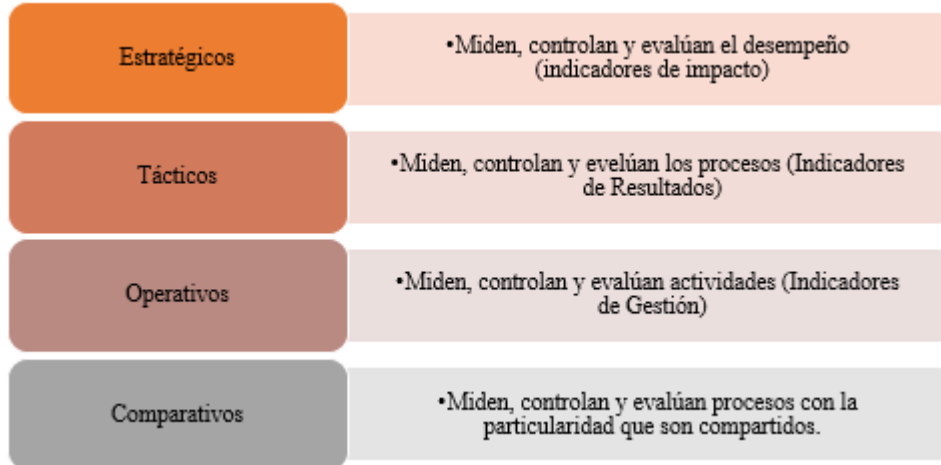 Estratégicos
•Miden, controlan y evalúan el desempeño
(indicadores de impacto)
Tácticos
•Miden, controlan y evelúan los procesos (Indicadores
de Resultados)
Operativos
•Miden, controlan y evalúan actividades (Indicadores
de Gestión)
Comparativos
•Miden, controlan y evalúan procesos con la
particularidad que son compartidos.